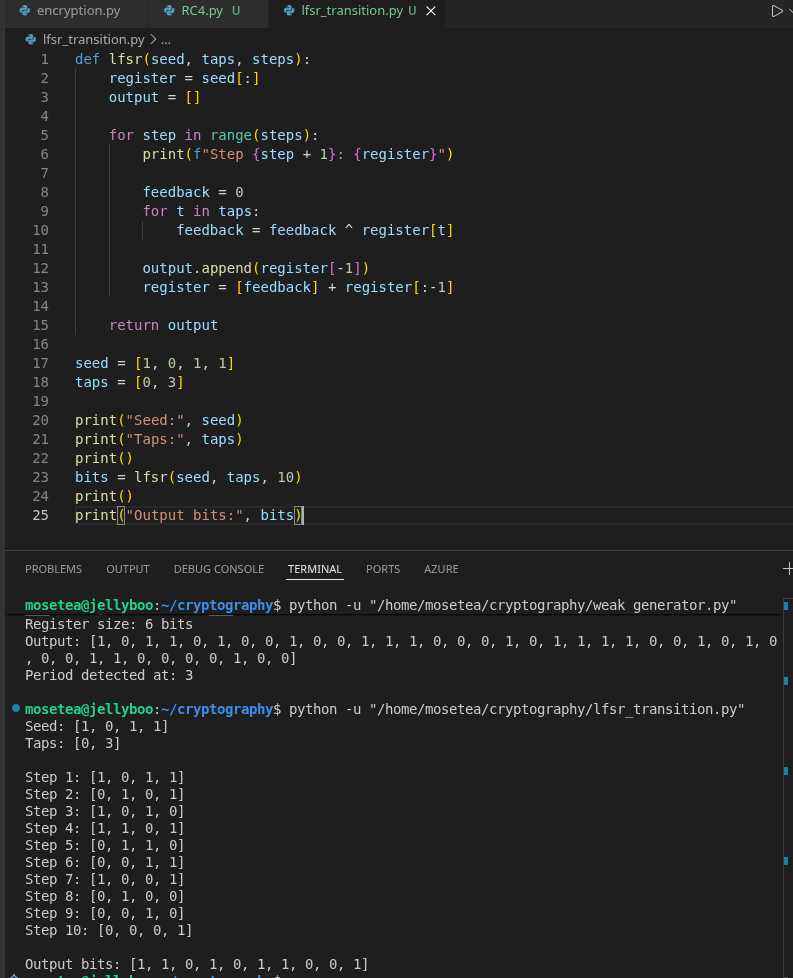 encryption.py RC4.py U lfsr_transition.py U
lfsr_transition.py > ...
1 def lfsr(seed, taps, steps):
2 register = seed[:]
3 output = []
4
5 for step in range(steps):
6 print(f"Step {step + 1}: {register}")
7
8 feedback = 0
9 for t in taps:
10 feedback = feedback ^ register[t]
11
12 output.append(register[-1])
13 register = [feedback] + register[:-1]
14
15 return output
16
17 seed = [1, 0, 1, 1]
18 taps = [0, 3]
19
20 print("Seed:", seed)
21 print("Taps:", taps)
22 print()
23 bits = lfsr(seed, taps, 10)
24 print()
25 print("Output bits:", bits)
PROBLEMS OUTPUT DEBUG CONSOLE TERMINAL PORTS AZURE
mosetea@jellyboo:~/cryptography$ python -u "/home/mosetea/cryptography/weak generator.py"
Register size: 6 bits
Output: [1, 0, 1, 1, 0, 1, 0, 0, 1, 0, 0, 1, 1, 1, 0, 0, 0, 1, 0, 1, 1, 1, 1, 0, 0, 1, 0, 1, 0
, 0, 0, 1, 1, 0, 0, 0, 0, 1, 0, 0]
Period detected at: 3
mosetea@jellyboo:~/cryptography$ python -u "/home/mosetea/cryptography/lfsr_transition.py"
Seed: [1, 0, 1, 1]
Taps: [0, 3]
Step 1: [1, 0, 1, 1]
Step 2: [0, 1, 0, 1]
Step 3: [1, 0, 1, 0]
Step 4: [1, 1, 0, 1]
Step 5: [0, 1, 1, 0]
Step 6: [0, 0, 1, 1]
Step 7: [1, 0, 0, 1]
Step 8: [0, 1, 0, 0]
Step 9: [0, 0, 1, 0]
Step 10: [0, 0, 0, 1]
Output bits: [1, 1, 0, 1, 0, 1, 1, 0, 0, 1]